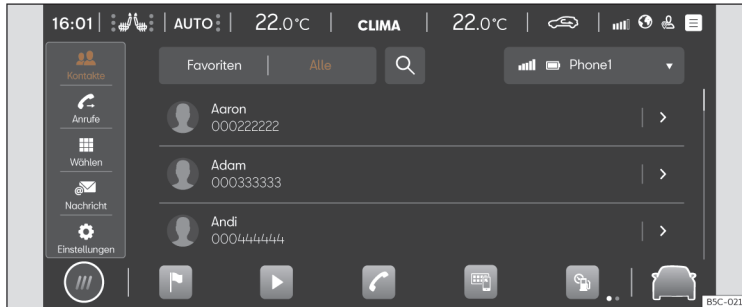 16:01 AUTO 22.0°C CLIMA 22.0°C
Kontakte
Favoriten Alle Phone1
Anrufe
Aaron
000222222
Wählen
Adam
000333333
@
Nachricht
Andi
000444444
Einstellungen
B5C-021